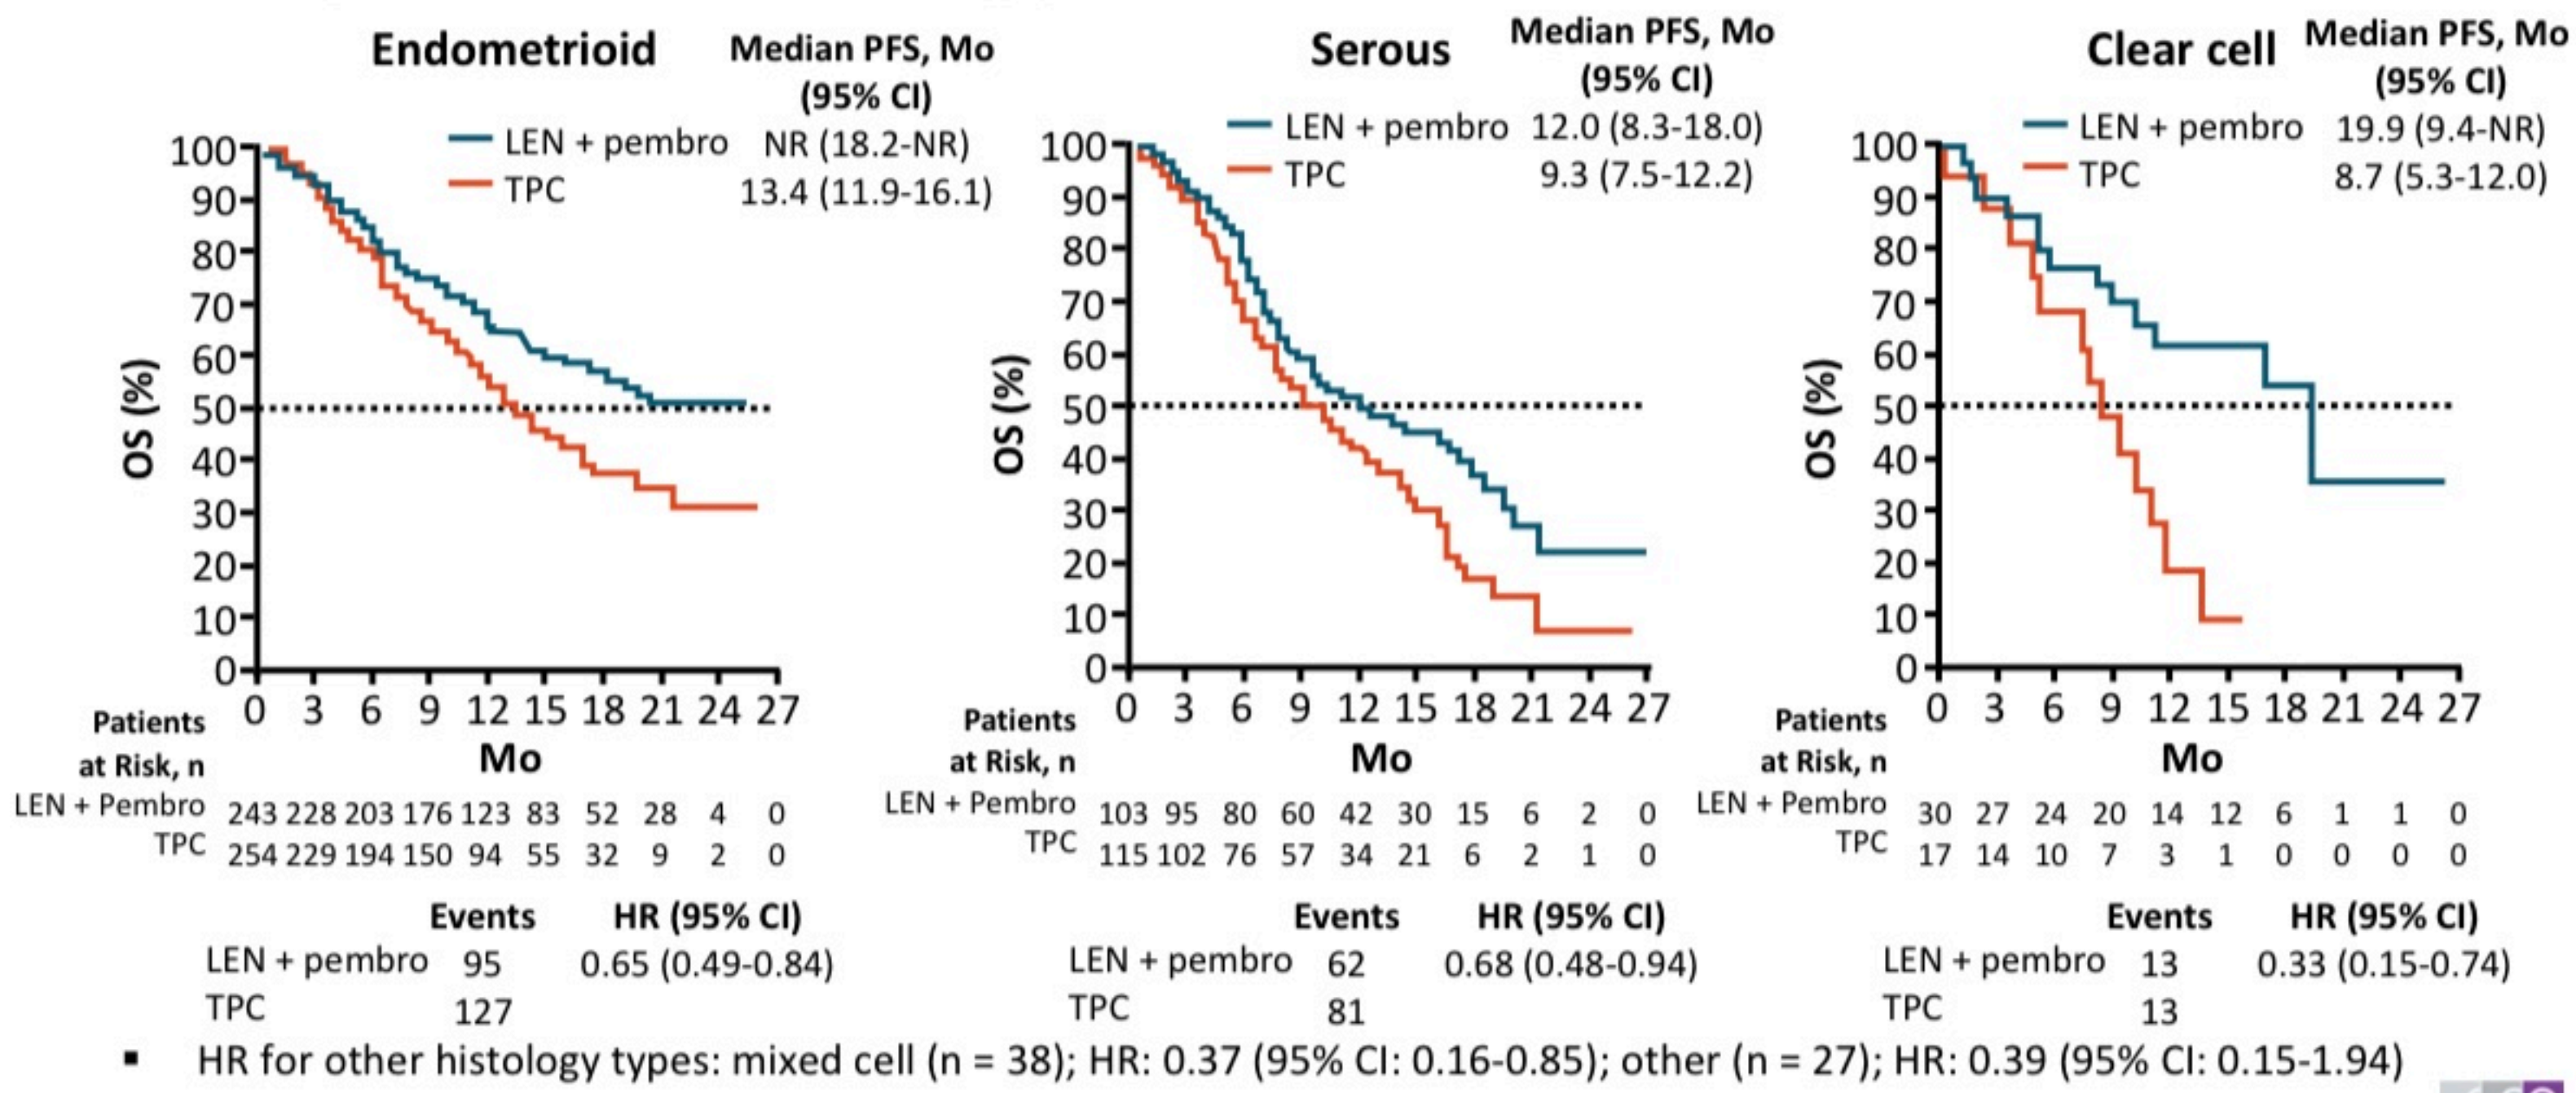 Endometrioid
Median PFS, Mo
(95% CI)
LEN + pembro NR (18.2-NR)
TPC 13.4 (11.9-16.1)
OS (%)
100
90
80
70
60
50
40
30
20
10
0
0 3 6 9 12 15 18 21 24 27
Mo
Patients
at Risk, n
LEN + Pembro 243 228 203 176 123 83 52 28 4 0
TPC 254 229 194 150 94 55 32 9 2 0
Events HR (95% CI)
LEN + pembro 95 0.65 (0.49-0.84)
TPC 127
Serous
Median PFS, Mo
(95% CI)
LEN + pembro 12.0 (8.3-18.0)
TPC 9.3 (7.5-12.2)
OS (%)
100
90
80
70
60
50
40
30
20
10
0
0 3 6 9 12 15 18 21 24 27
Mo
Patients
at Risk, n
LEN + Pembro 103 95 80 60 42 30 15 6 2 0
TPC 115 102 76 57 34 21 6 2 1 0
Events HR (95% CI)
LEN + pembro 62 0.68 (0.48-0.94)
TPC 81
Clear cell
Median PFS, Mo
(95% CI)
LEN + pembro 19.9 (9.4-NR)
TPC 8.7 (5.3-12.0)
OS (%)
100
90
80
70
60
50
40
30
20
10
0
0 3 6 9 12 15 18 21 24 27
Mo
Patients
at Risk, n
LEN + Pembro 30 27 24 20 14 12 6 1 1 0
TPC 17 14 10 7 3 1 0 0 0 0
Events HR (95% CI)
LEN + pembro 13 0.33 (0.15-0.74)
TPC 13
▪ HR for other histology types: mixed cell (n = 38); HR: 0.37 (95% CI: 0.16-0.85); other (n = 27); HR: 0.39 (95% CI: 0.15-1.94)